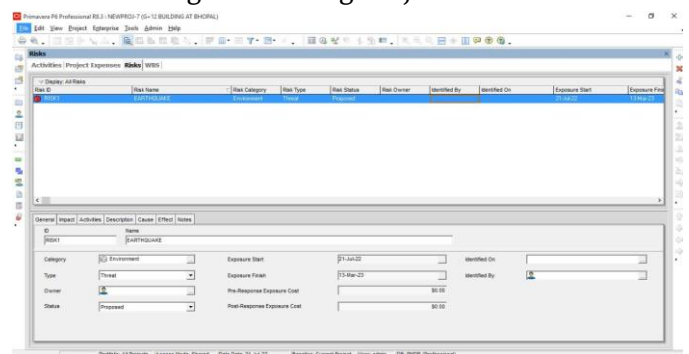 Primavera P6 Professional R8.3 : NEWPROJ-7 (G+12 BUILDING AT BHOPAL)
File Edit View Project Enterprise Tools Admin Help
Risks
Activities Project Expenses Risks WBS
Display: All Risks
Risk ID Risk Name Risk Category Risk Type Risk Status Risk Owner Identified By Identified On Exposure Start Exposure Fini
RISK1 EARTHQUAKE Environment Threat Proposed 21-Jul-22 13-Mar-23
General Impact Activities Description Cause Effect Notes
ID Name
RISK1 EARTHQUAKE
Category Environment Exposure Start 21-Jul-22 Identified On
Type Threat Exposure Finish 13-Mar-23 Identified By
Owner Pre-Response Exposure Cost $0.00
Status Proposed Post-Response Exposure Cost $0.00